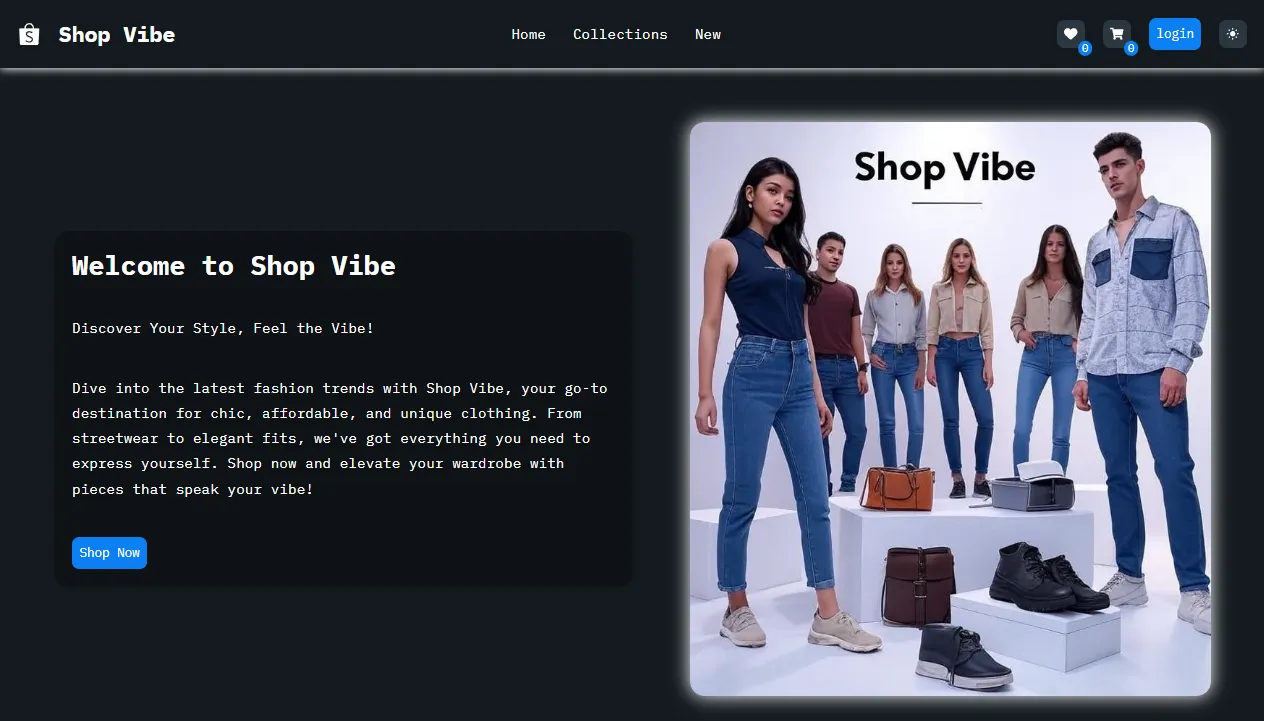 S
Shop Vibe
Home
Collections
New
0
0
login
Shop Vibe
Welcome to Shop Vibe
Discover Your Style, Feel the Vibe!
Dive into the latest fashion trends with Shop Vibe, your go-to
destination for chic, affordable, and unique clothing. From
streetwear to elegant fits, we've got everything you need to
express yourself. Shop now and elevate your wardrobe with
pieces that speak your vibe!
Shop Now